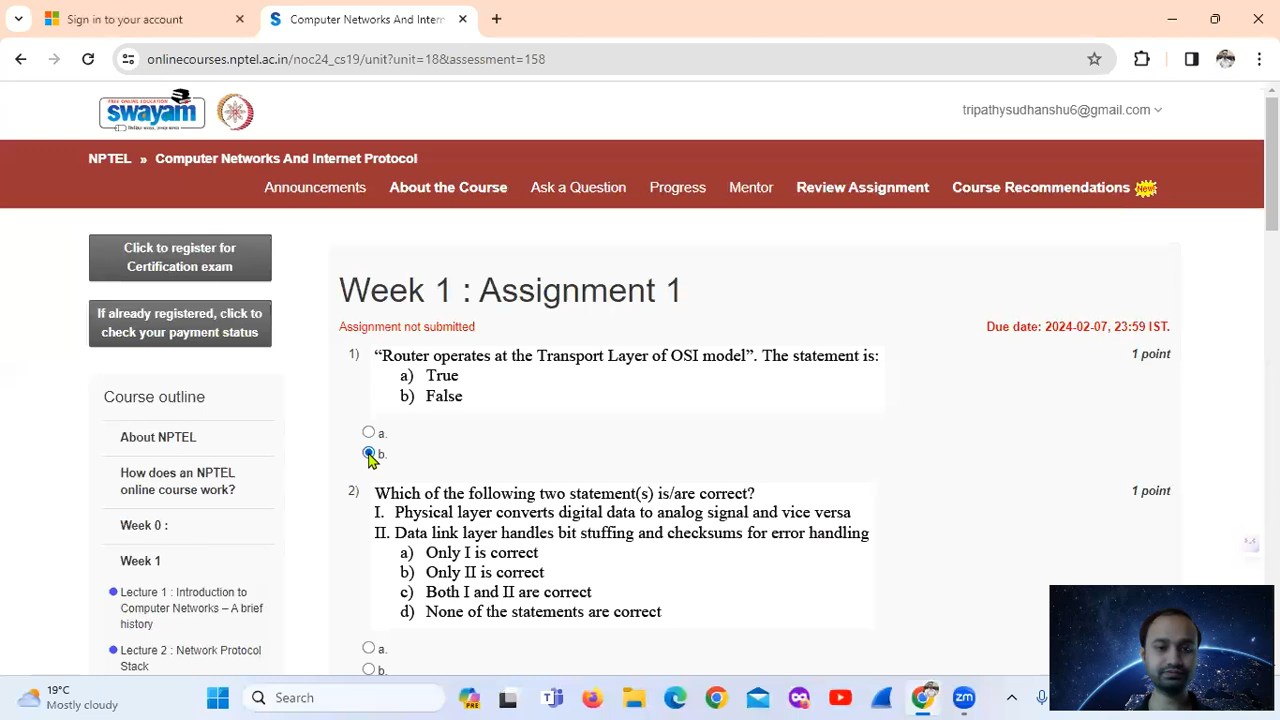 Sign in to your account
Computer Networks And Intern
onlinecourses.nptel.ac.in/noc24_cs19/unit?unit=18&assessment=158
FREE ONLINE EDUCATION
swayam
tripathysudhanshu6@gmail.com
NPTEL » Computer Networks And Internet Protocol
Announcements About the Course Ask a Question Progress Mentor Review Assignment Course Recommendations New!
Click to register for
Certification exam
If already registered, click to
check your payment status
Course outline
About NPTEL
How does an NPTEL
online course work?
Week 0 :
Week 1
Lecture 1 : Introduction to
Computer Networks – A brief
history
Lecture 2 : Network Protocol
Stack
Week 1 : Assignment 1
Assignment not submitted
Due date: 2024-02-07, 23:59 IST.
1) “Router operates at the Transport Layer of OSI model”. The statement is: 1 point
a) True
b) False
a.
b.
2) Which of the following two statement(s) is/are correct? 1 point
I. Physical layer converts digital data to analog signal and vice versa
II. Data link layer handles bit stuffing and checksums for error handling
a) Only I is correct
b) Only II is correct
c) Both I and II are correct
d) None of the statements are correct
a.
b.
19°C
Mostly cloudy
Search